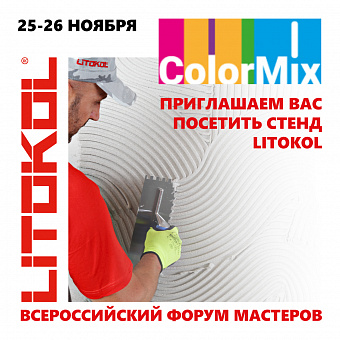 25-26 НОЯБРЯ
ColorMix
ПРИГЛАШАЕМ ВАС
ПОСЕТИТЬ СТЕНД
LITOKOL
LITOKOL
LITOKOL®
ВСЕРОССИЙСКИЙ ФОРУМ МАСТЕРОВ